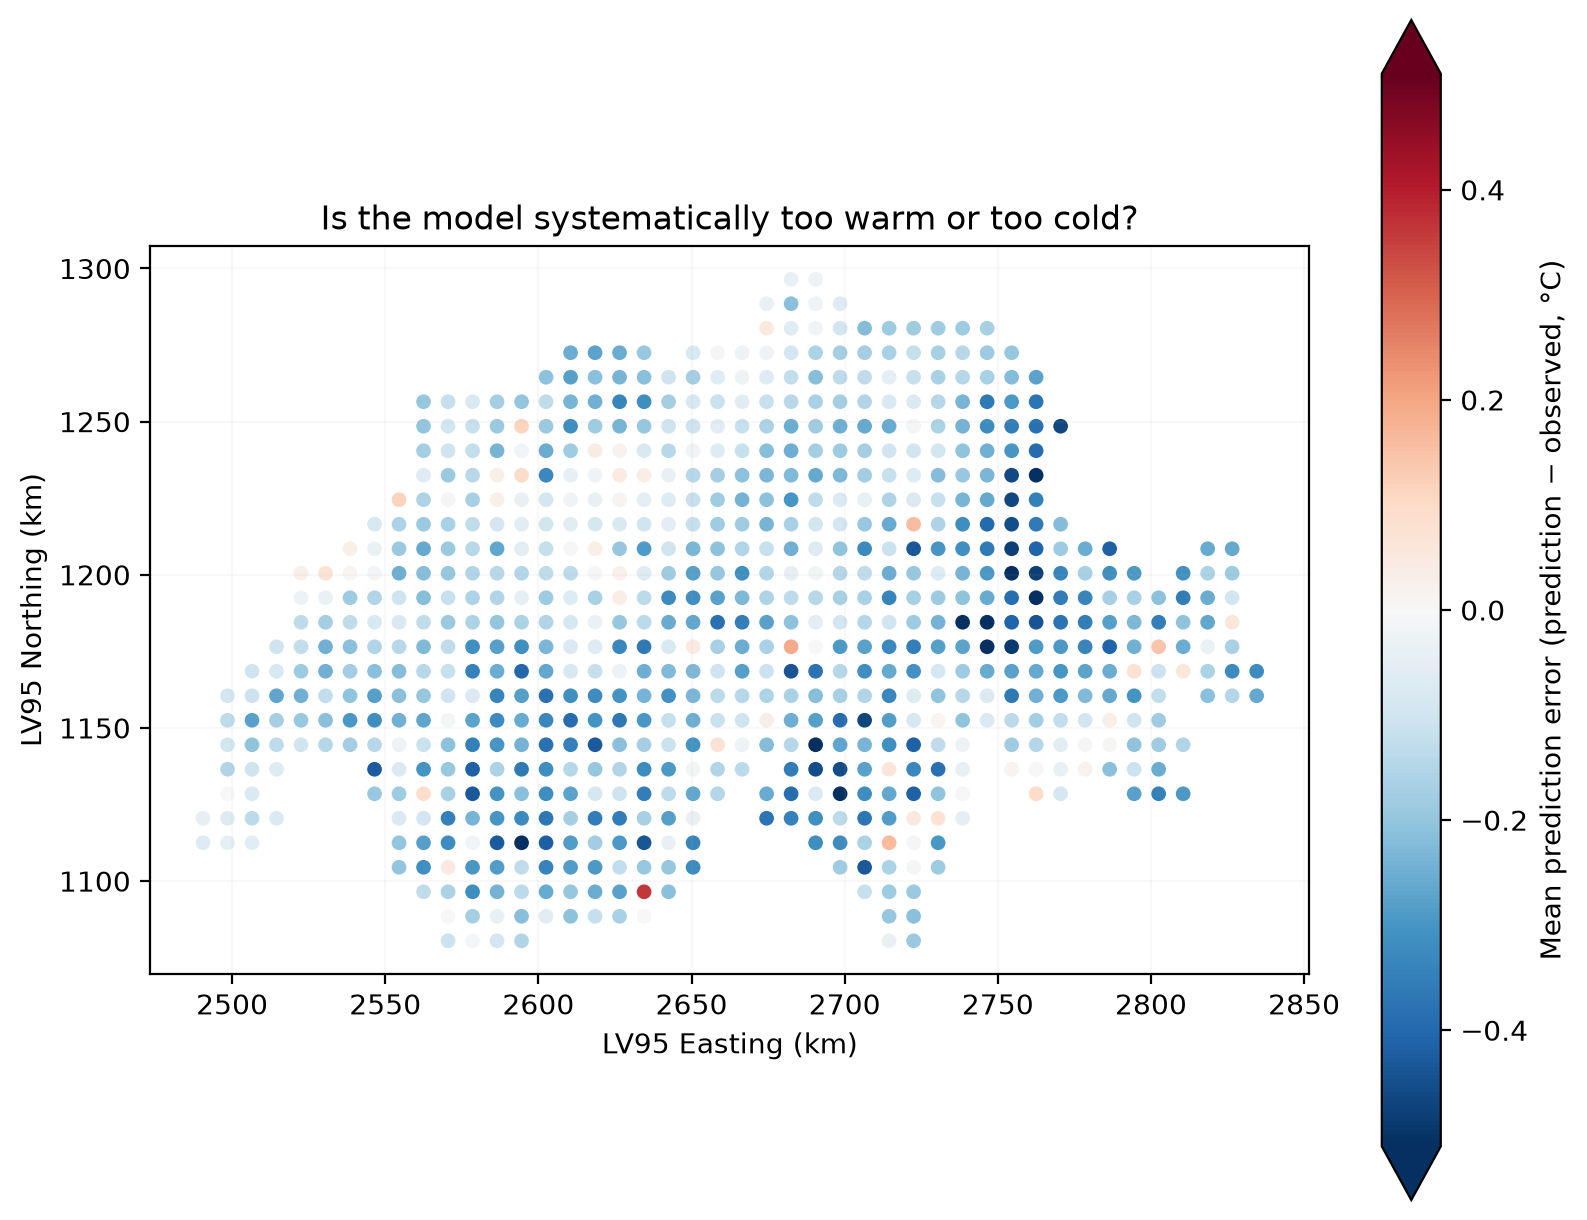 Is the model systematically too warm or too cold?
1300
1250
1200
1150
1100
LV95 Northing (km)
2500 2550 2600 2650 2700 2750 2800 2850
LV95 Easting (km)
0.4
0.2
0.0
−0.2
−0.4
Mean prediction error (prediction − observed, °C)